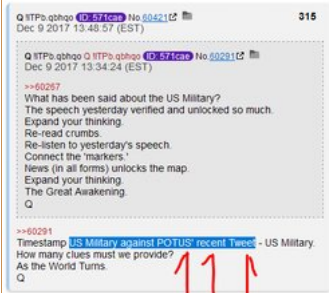 Q !ITPb.qbhqo ID: 571cae No.60421 315
Dec 9 2017 13:48:57 (EST)
Q !ITPb.qbhqo Q !ITPb.qbhqo ID: 571cae No.60291
Dec 9 2017 13:34:24 (EST)
>>60267
What has been said about the US Military?
The speech yesterday verified and unlocked so much.
Expand your thinking.
Re-read crumbs.
Re-listen to yesterday's speech.
Connect the 'markers.'
News (in all forms) unlocks the map.
Expand your thinking.
The Great Awakening.
Q
>>60291
Timestamp US Military against POTUS' recent Tweet - US Military.
How many clues must we provide?
As the World Turns.
Q